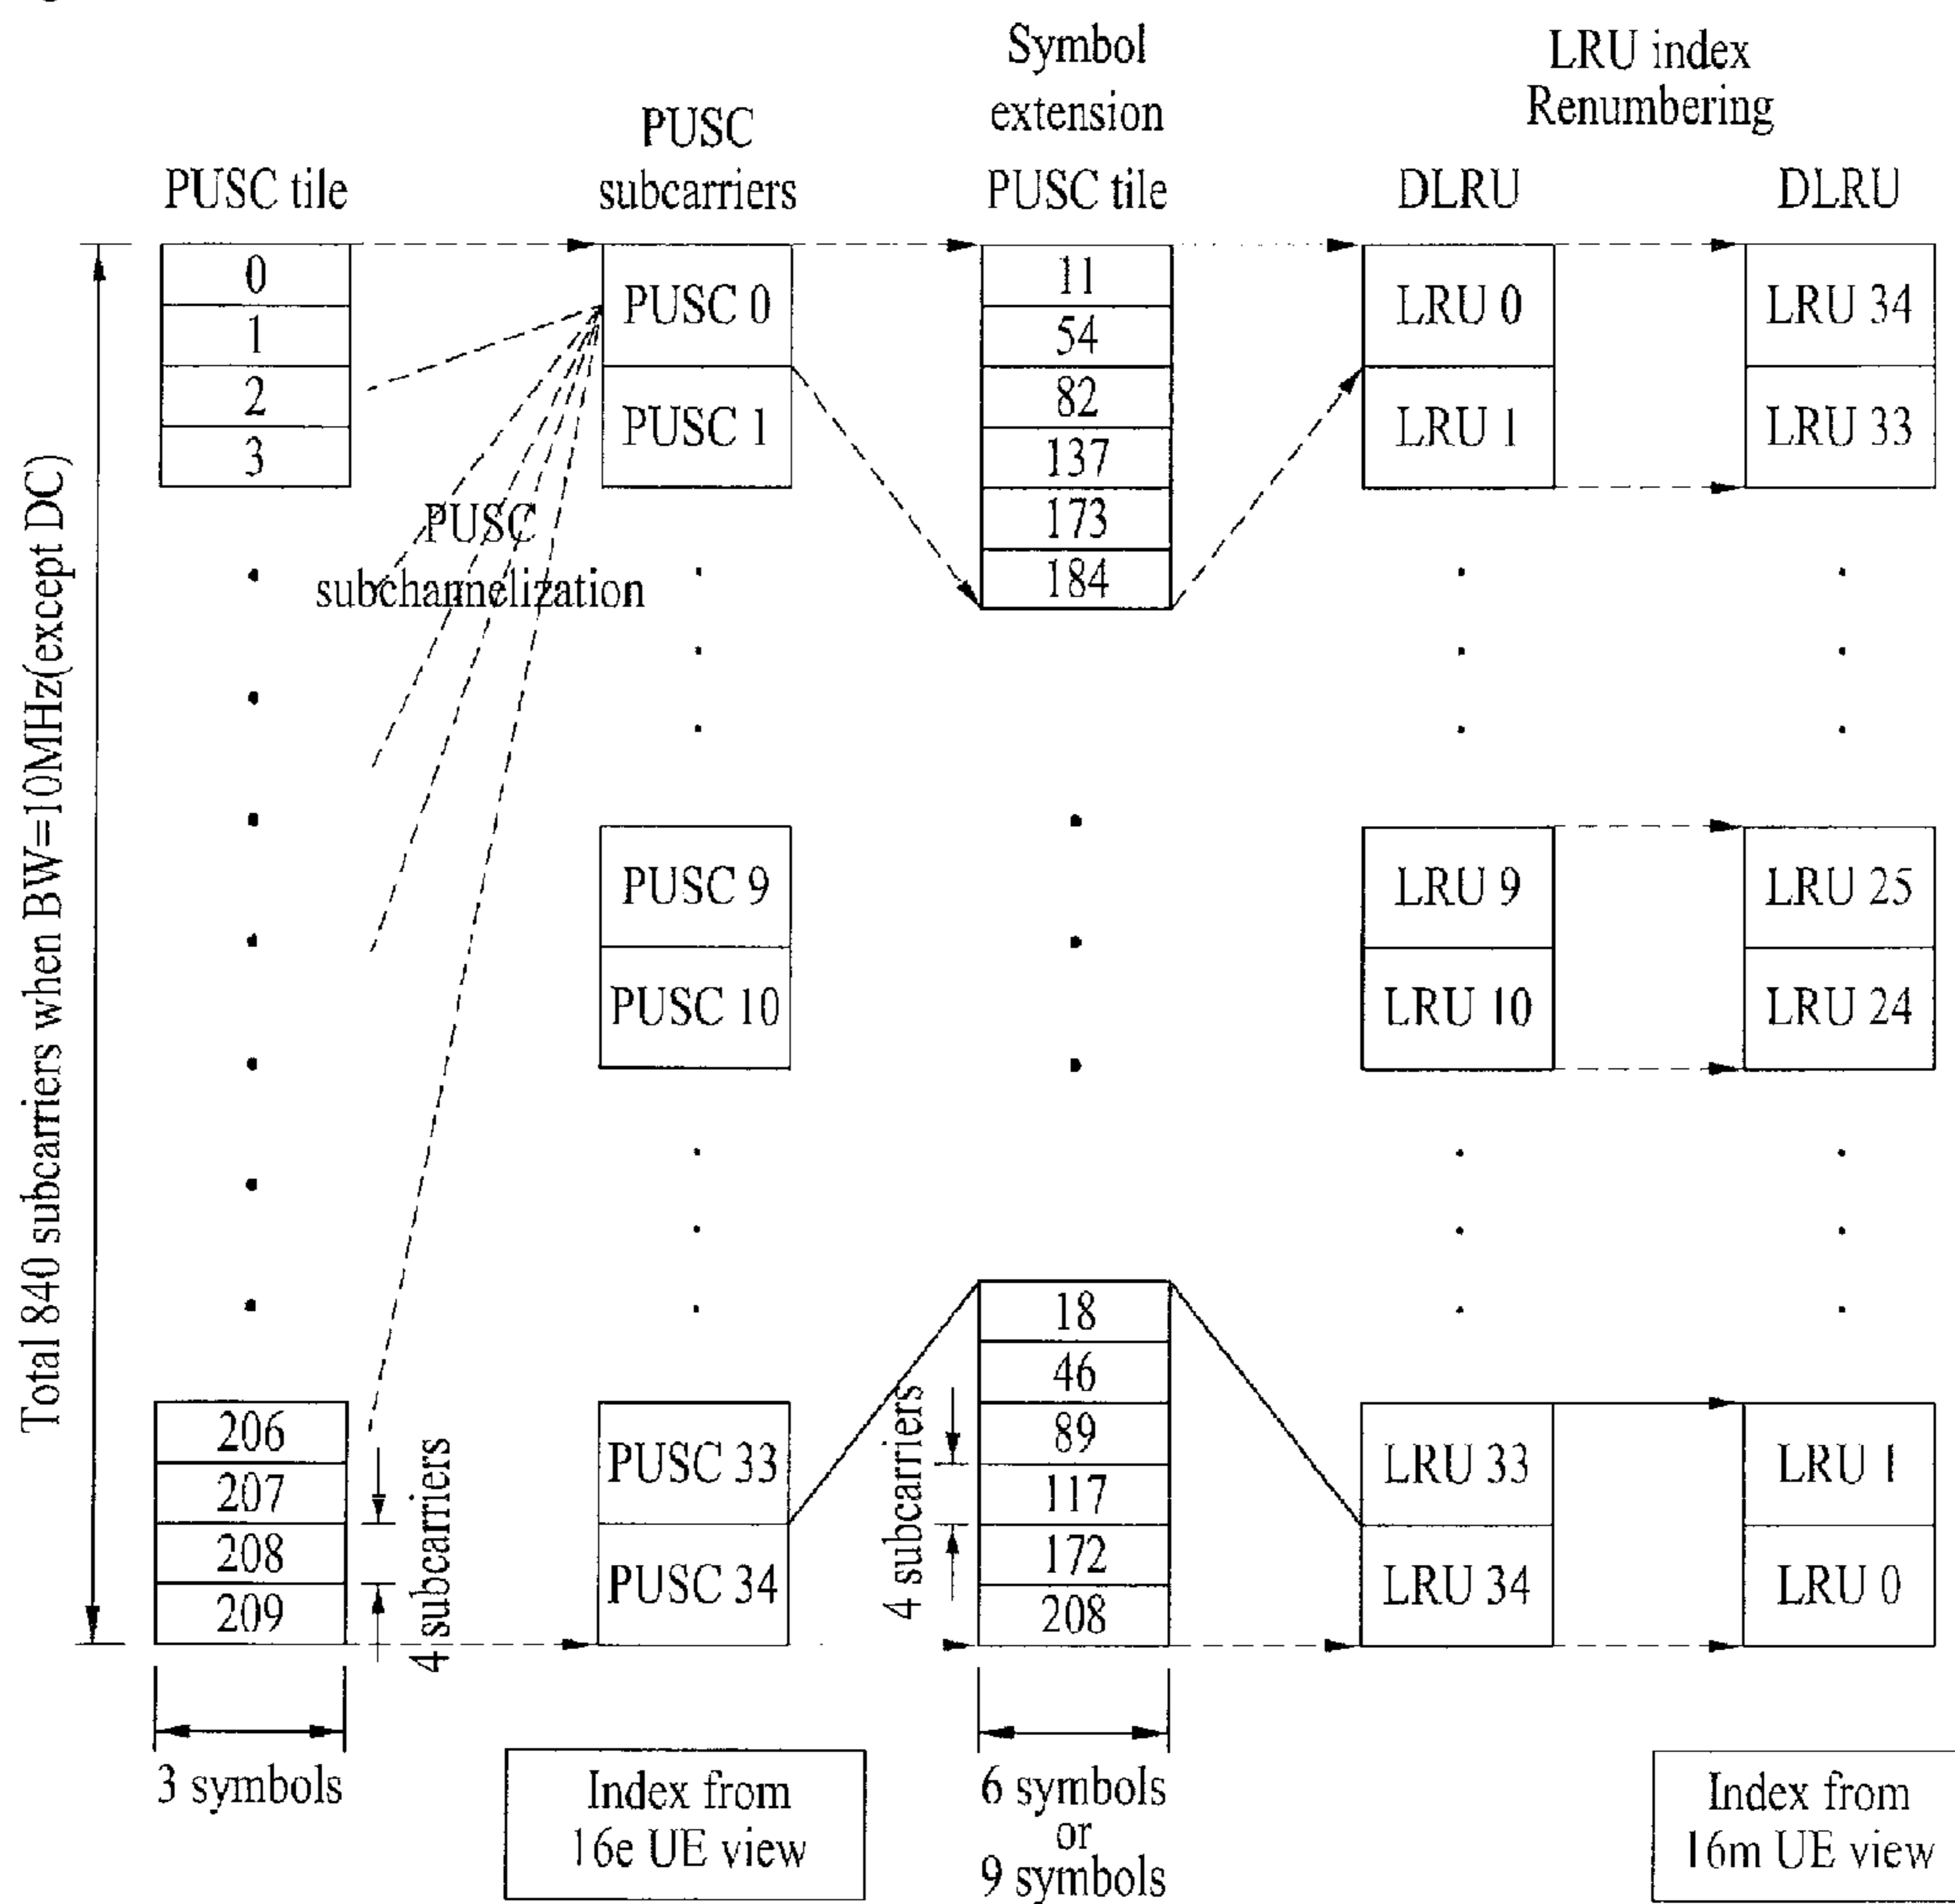 Symbol
extension
PUSC tile
LRU index
Renumbering
PUSC
subcarriers
PUSC tile
DLRU
DLRU
0
1
2
3
PUSC 0
PUSC 1
11
54
82
137
173
184
LRU 0
LRU 1
LRU 34
LRU 33
PUSC
subchannelization
Total 840 subcarriers when BW=10MHz(except DC)
PUSC 9
PUSC 10
LRU 9
LRU 10
LRU 25
LRU 24
206
207
208
209
4 subcarriers
PUSC 33
PUSC 34
4 subcarriers
18
46
89
117
172
208
LRU 33
LRU 34
LRU 1
LRU 0
3 symbols
Index from
16e UE view
6 symbols
or
9 symbols
Index from
16m UE view